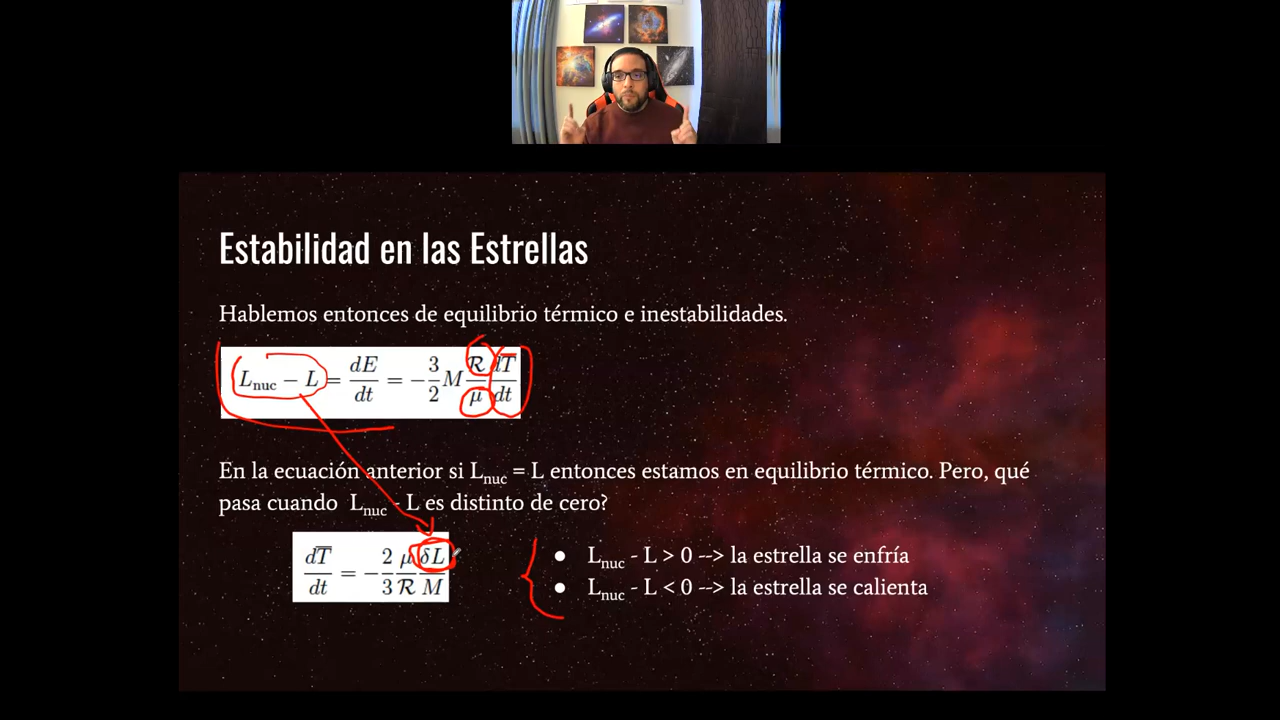 Estabilidad en las Estrellas
Hablemos entonces de equilibrio térmico e inestabilidades.
L_nuc − L = dE/dt = −3/2 M ℛ/μ dT̅/dt
En la ecuación anterior si L_nuc = L entonces estamos en equilibrio térmico. Pero, qué
pasa cuando L_nuc - L es distinto de cero?
dT̅/dt = −2/3 μ/ℛ δL/M
● L_nuc - L > 0 --> la estrella se enfría
● L_nuc - L < 0 --> la estrella se calienta